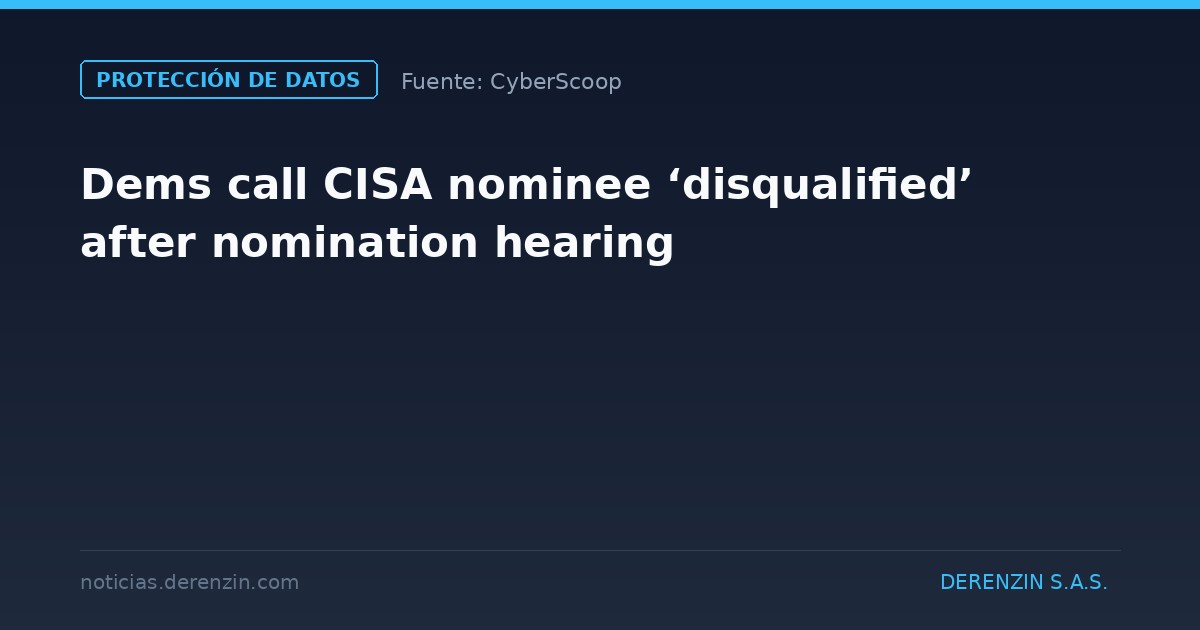 PROTECCIÓN DE DATOS
Fuente: CyberScoop
Dems call CISA nominee ‘disqualified’
after nomination hearing
noticias.derenzin.com
DERENZIN S.A.S.